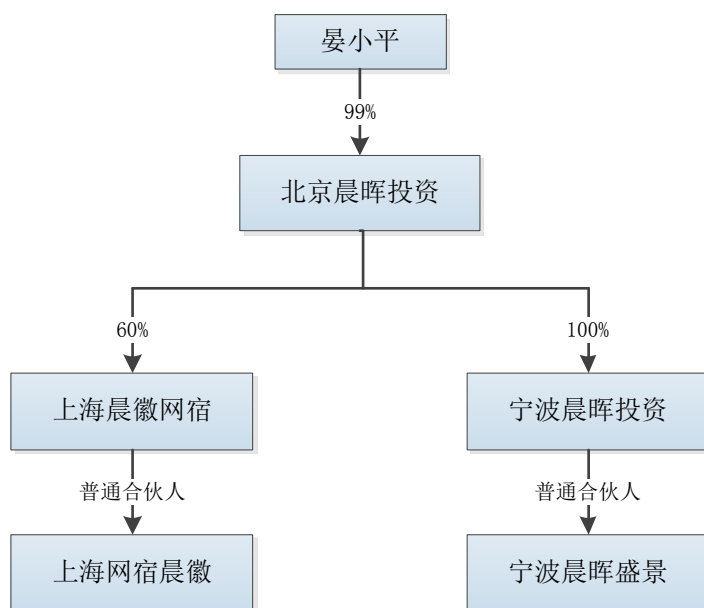 晏小平
99%
北京晨晖投资
60%
100%
上海晨徽网宿
宁波晨晖投资
普通合伙人
普通合伙人
上海网宿晨徽
宁波晨晖盛景